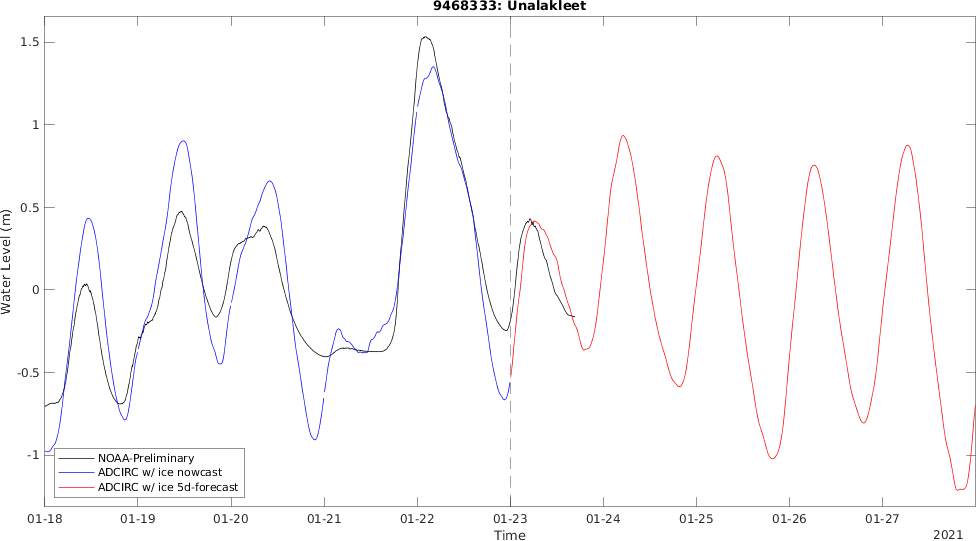 9468333: Unalakleet
1.5
1
0.5
0
-0.5
-1
Water Level (m)
NOAA-Preliminary
ADCIRC w/ ice nowcast
ADCIRC w/ ice 5d-forecast
01-18 01-19 01-20 01-21 01-22 01-23 01-24 01-25 01-26 01-27
Time
2021